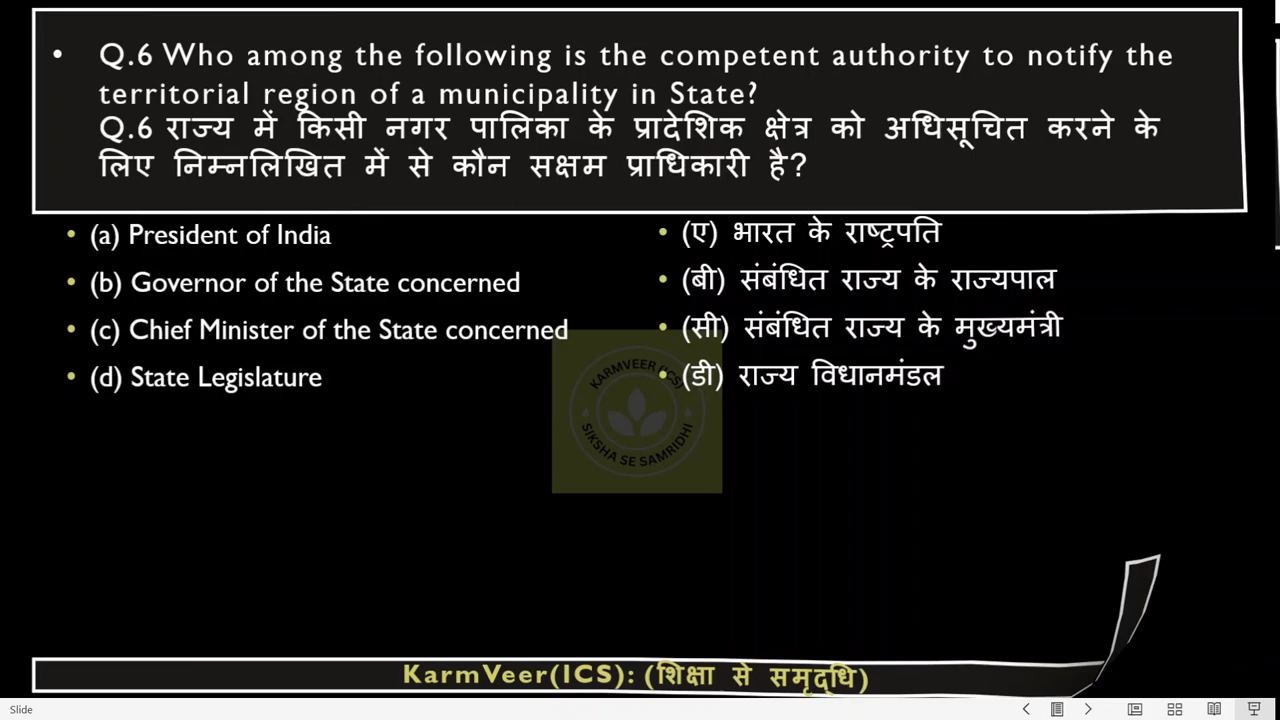 • Q.6 Who among the following is the competent authority to notify the
territorial region of a municipality in State?
Q.6 राज्य में किसी नगर पालिका के प्रादेशिक क्षेत्र को अधिसूचित करने के
लिए निम्नलिखित में से कौन सक्षम प्राधिकारी है?
• (a) President of India
• (b) Governor of the State concerned
• (c) Chief Minister of the State concerned
• (d) State Legislature
• (ए) भारत के राष्ट्रपति
• (बी) संबंधित राज्य के राज्यपाल
• (सी) संबंधित राज्य के मुख्यमंत्री
• (डी) राज्य विधानमंडल
KARMVEER (ICS)
SIKSHA SE SAMRIDHI
KarmVeer(ICS): (शिक्षा से समृद्धि)
Slide